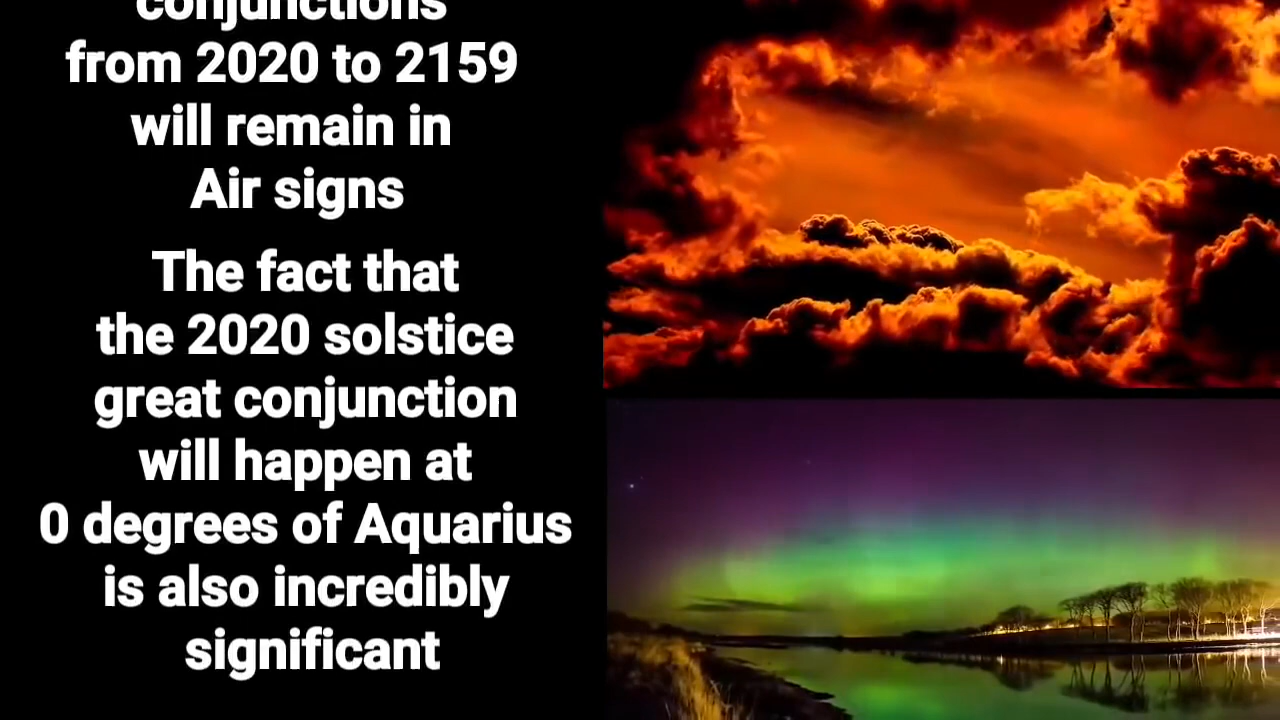 conjunctions
from 2020 to 2159
will remain in
Air signs
The fact that
the 2020 solstice
great conjunction
will happen at
0 degrees of Aquarius
is also incredibly
significant